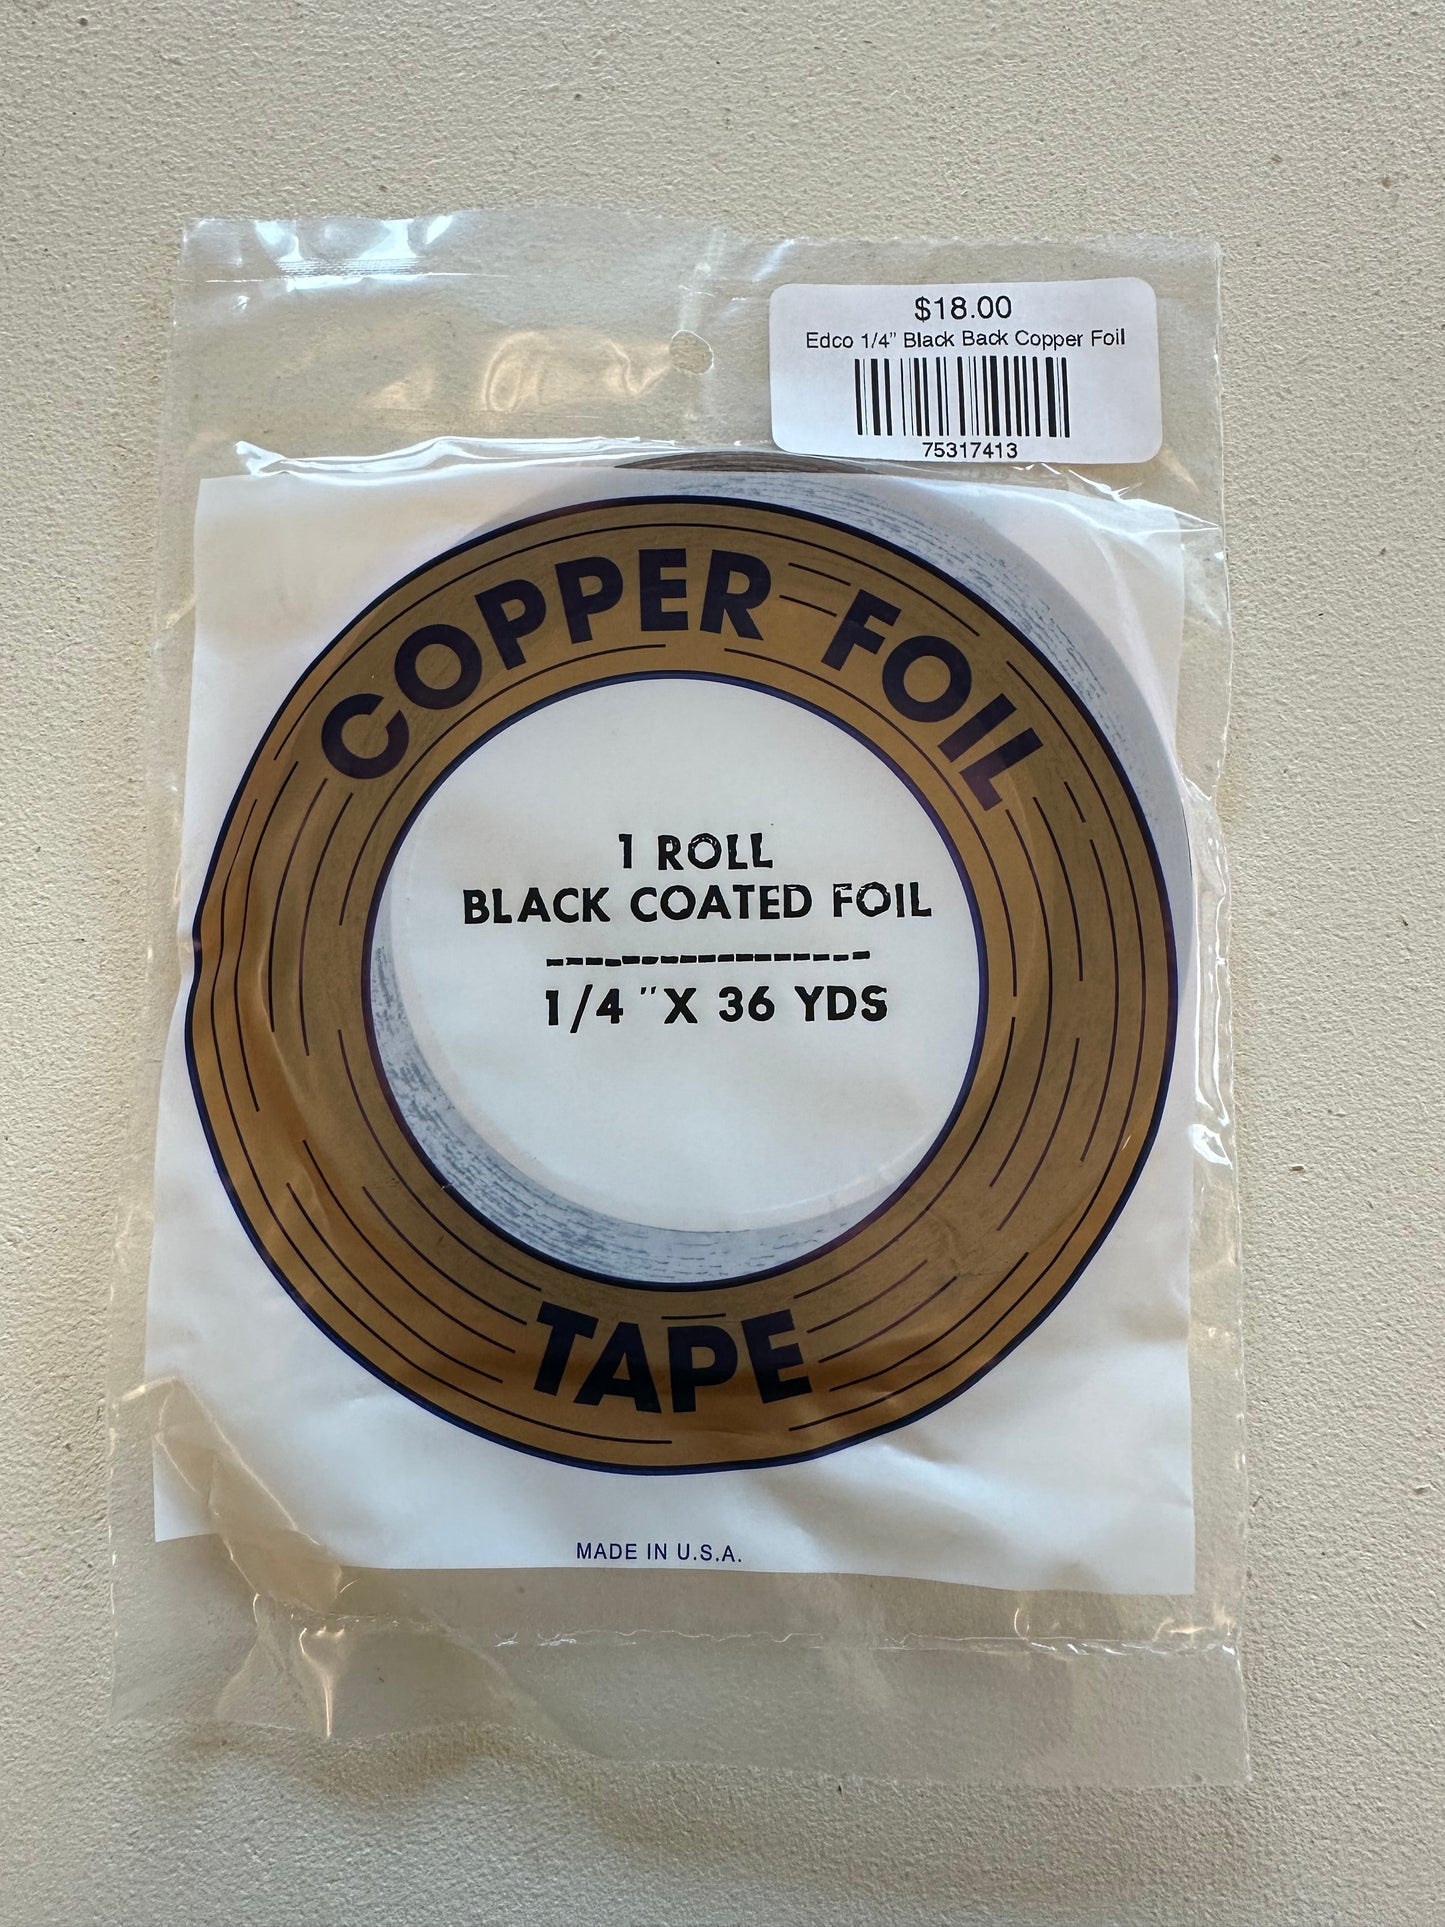 $18.00
Edco 1/4" Black Back Copper Foil
75317413
COPPER FOIL
1 ROLL
BLACK COATED FOIL
1/4 "X 36 YDS
TAPE
MADE IN U.S.A.